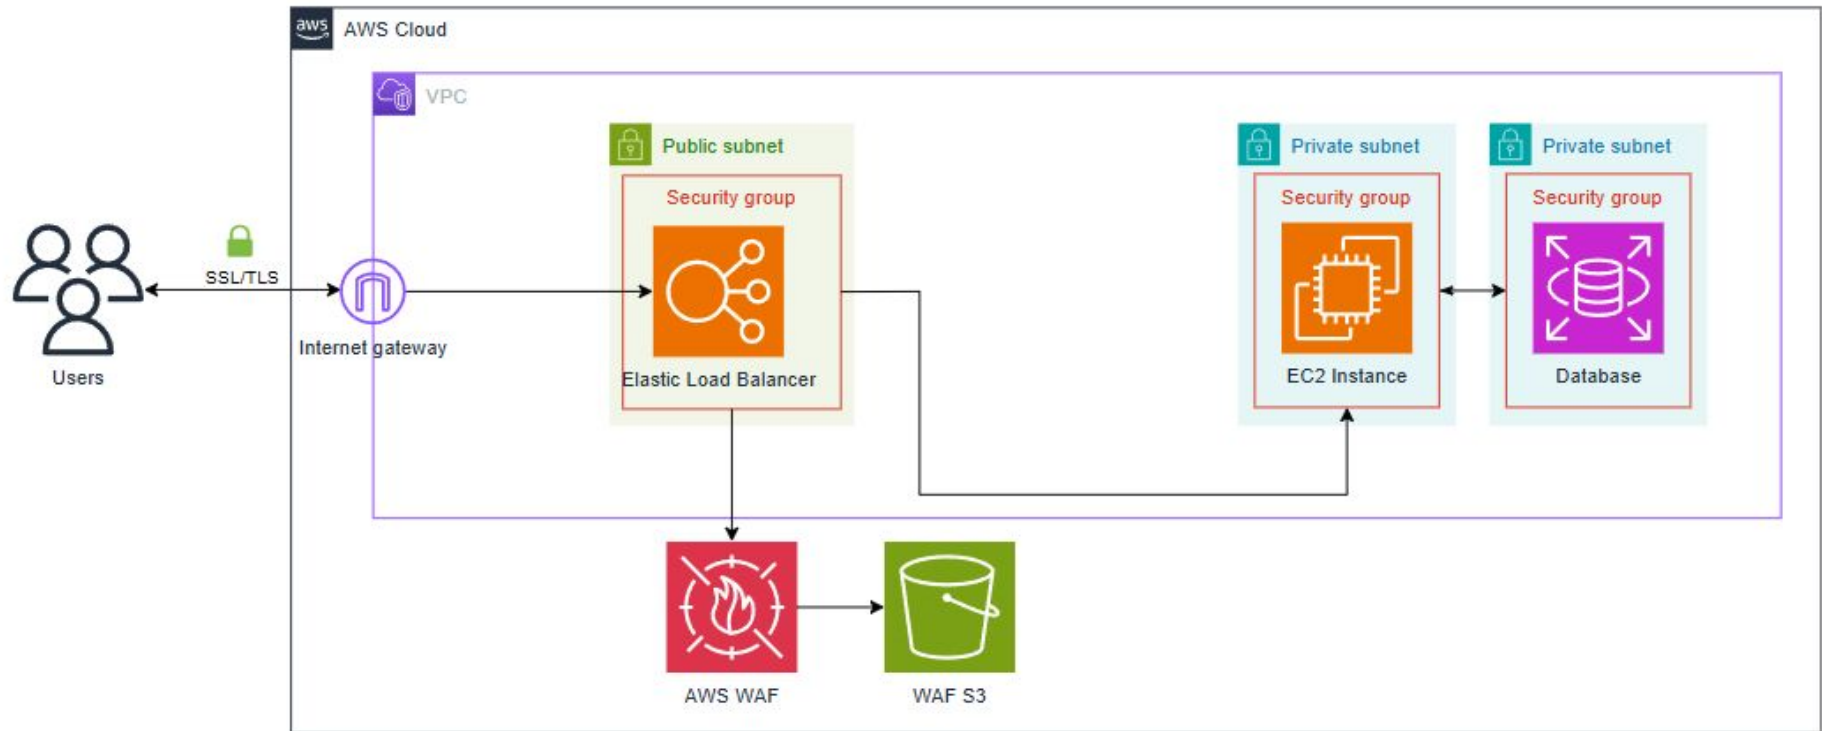 aws
AWS Cloud
VPC
Public subnet
Security group
Elastic Load Balancer
Private subnet
Security group
EC2 Instance
Private subnet
Security group
Database
SSL/TLS
Internet gateway
Users
AWS WAF
WAF S3